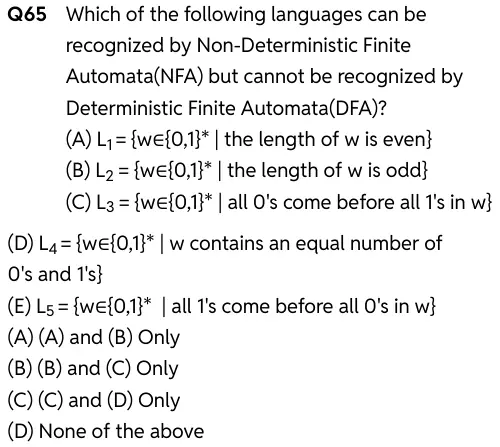 Q65 Which of the following languages can be
recognized by Non-Deterministic Finite
Automata(NFA) but cannot be recognized by
Deterministic Finite Automata(DFA)?
(A) L₁ = {w∈{0,1}* | the length of w is even}
(B) L₂ = {w∈{0,1}* | the length of w is odd}
(C) L₃ = {w∈{0,1}* | all 0's come before all 1's in w}
(D) L₄ = {w∈{0,1}* | w contains an equal number of
0's and 1's}
(E) L₅ = {w∈{0,1}* | all 1's come before all 0's in w}
(A) (A) and (B) Only
(B) (B) and (C) Only
(C) (C) and (D) Only
(D) None of the above